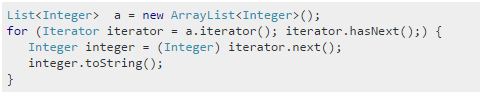 List<Integer>  a = new ArrayList<Integer>();
for (Iterator iterator = a.iterator(); iterator.hasNext();) {
   Integer integer = (Integer) iterator.next();
   integer.toString();
}